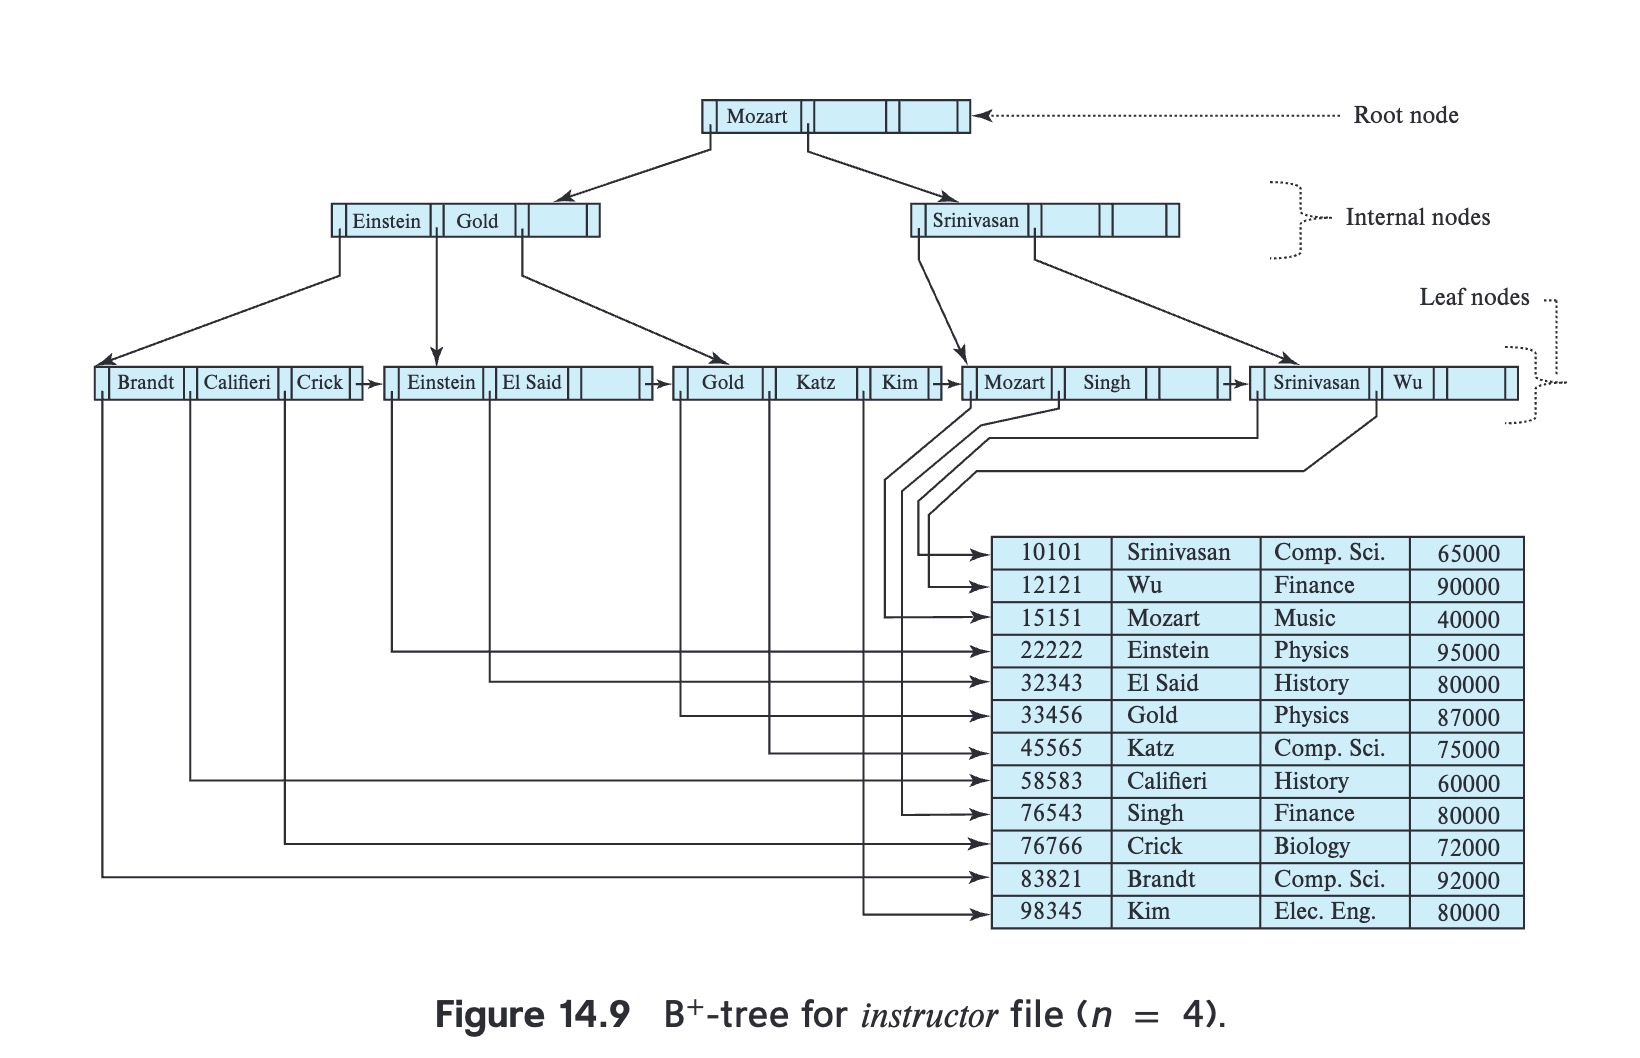 Mozart
Root node
Einstein Gold
Srinivasan
Internal nodes
Leaf nodes
Brandt Califieri Crick Einstein El Said Gold Katz Kim Mozart Singh Srinivasan Wu
10101 Srinivasan Comp. Sci. 65000
12121 Wu Finance 90000
15151 Mozart Music 40000
22222 Einstein Physics 95000
32343 El Said History 80000
33456 Gold Physics 87000
45565 Katz Comp. Sci. 75000
58583 Califieri History 60000
76543 Singh Finance 80000
76766 Crick Biology 72000
83821 Brandt Comp. Sci. 92000
98345 Kim Elec. Eng. 80000
Figure 14.9 B⁺-tree for instructor file (n = 4).